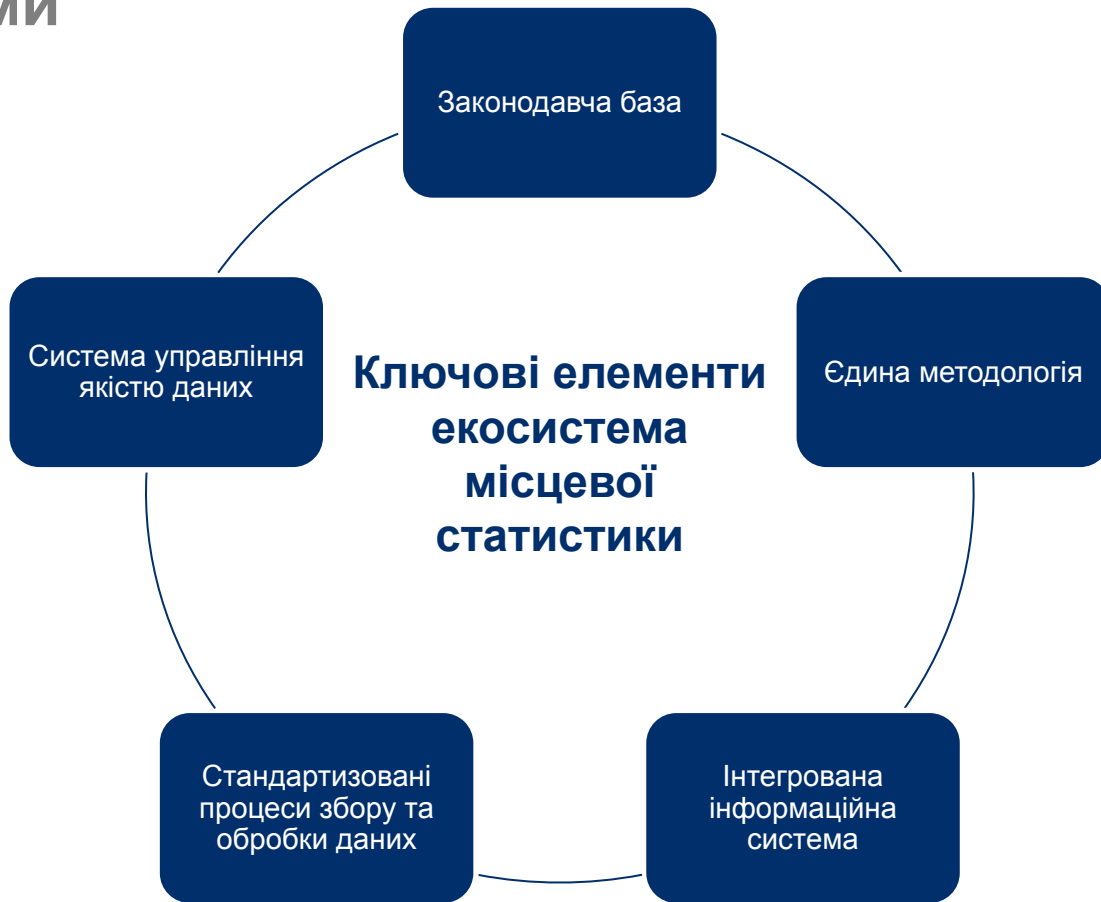 ми
Законодавча база
Система управління
якістю даних
Ключові елементи
екосистема
місцевої
статистики
Єдина методологія
Стандартизовані
процеси збору та
обробки даних
Інтегрована
інформаційна
система